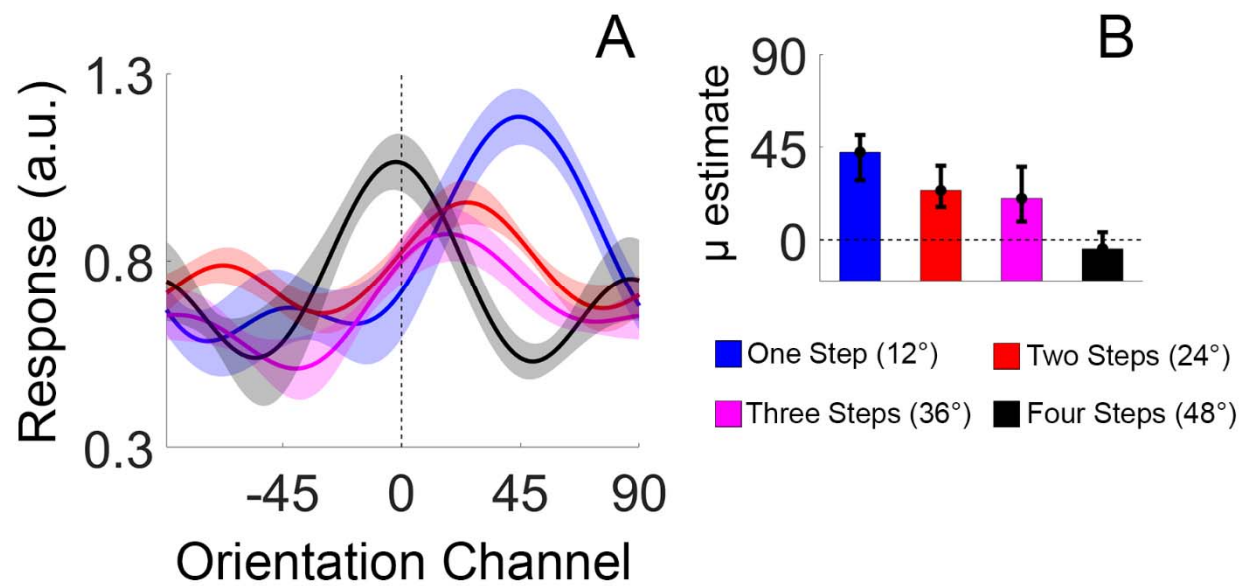 A
Response (a.u.)
1.3
0.8
0.3
-45
0
45
90
Orientation Channel
B
μ estimate
90
45
0
One Step (12°)
Two Steps (24°)
Three Steps (36°)
Four Steps (48°)